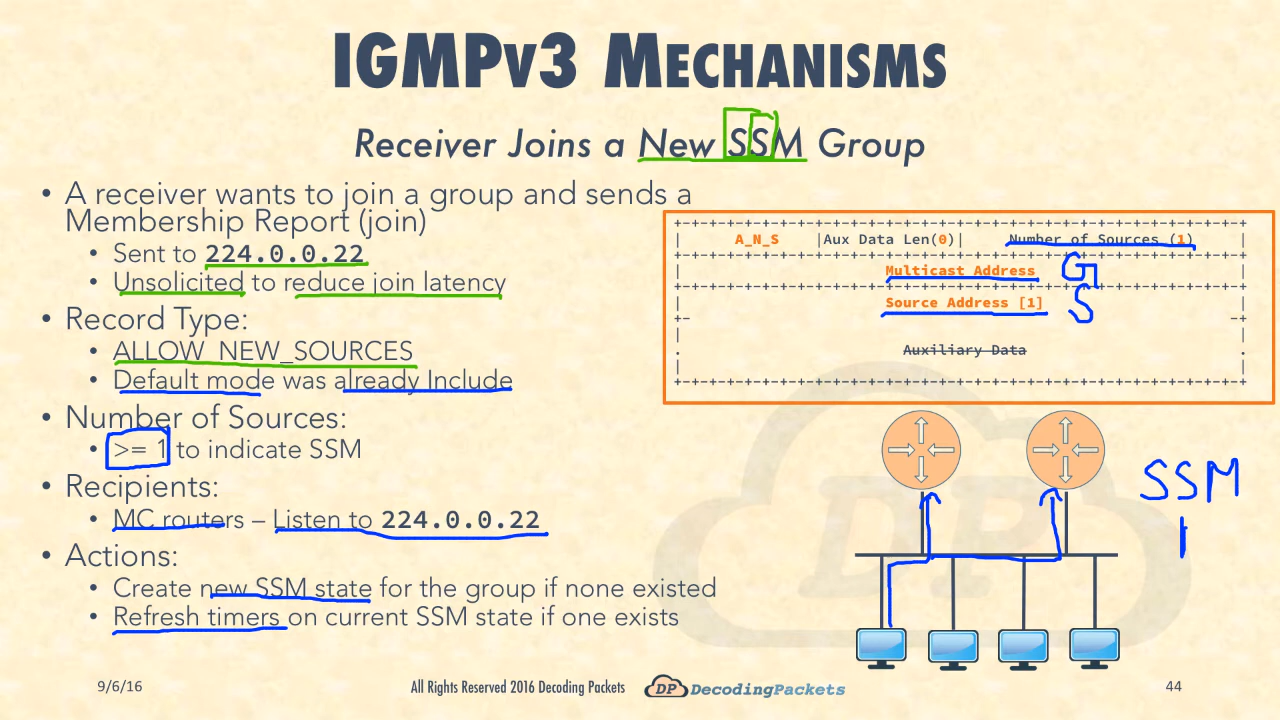 IGMPv3 Mechanisms
Receiver Joins a New SSM Group
• A receiver wants to join a group and sends a
Membership Report (join)
• Sent to 224.0.0.22
• Unsolicited to reduce join latency
• Record Type:
• ALLOW_NEW_SOURCES
• Default mode was already Include
• Number of Sources:
• >= 1 to indicate SSM
• Recipients:
• MC routers – Listen to 224.0.0.22
• Actions:
• Create new SSM state for the group if none existed
• Refresh timers on current SSM state if one exists
A_N_S |Aux Data Len(0)| Number of Sources (1)
Multicast Address G
Source Address [1] S
Auxiliary Data
SSM
1
DP
9/6/16
All Rights Reserved 2016 Decoding Packets
DP DecodingPackets
44